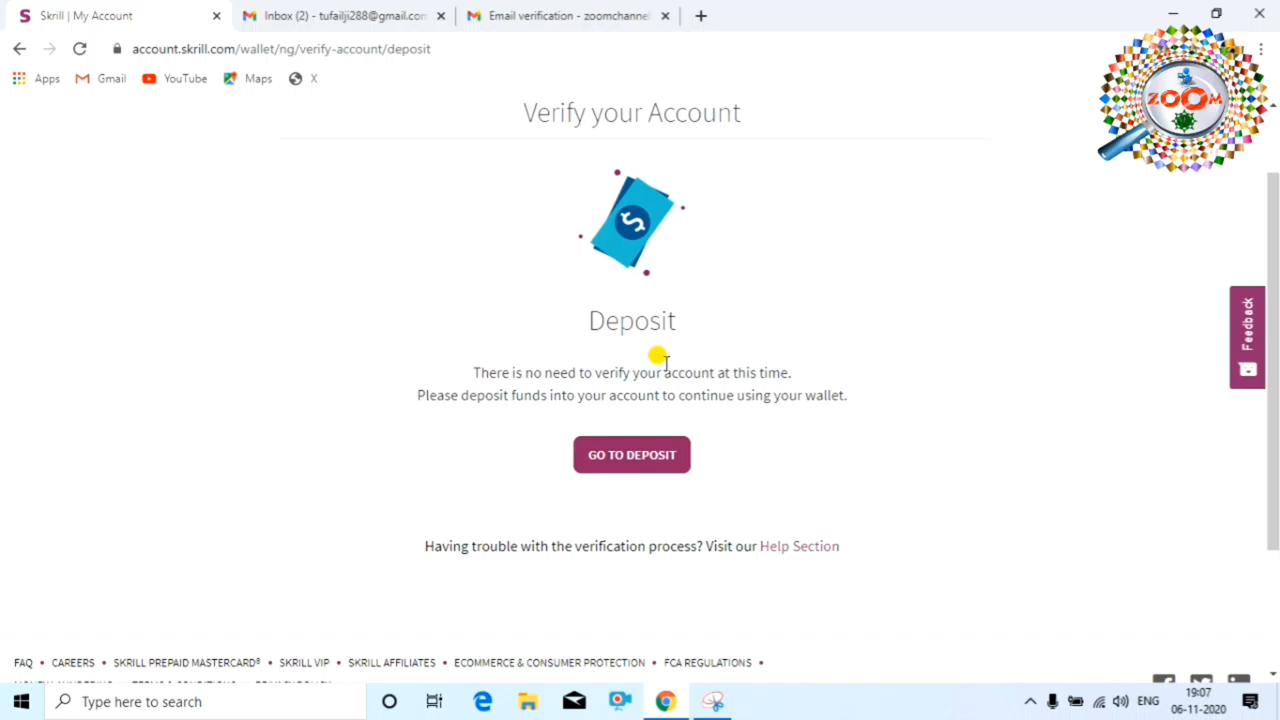 Skrill | My Account
Inbox (2) - tufailji288@gmail.com
Email verification - zoomchannel
account.skrill.com/wallet/ng/verify-account/deposit
Apps
Gmail
YouTube
Maps
X
ZOOM
Verify your Account
Deposit
There is no need to verify your account at this time.
Please deposit funds into your account to continue using your wallet.
GO TO DEPOSIT
Feedback
Having trouble with the verification process? Visit our Help Section
FAQ • CAREERS • SKRILL PREPAID MASTERCARD® • SKRILL VIP • SKRILL AFFILIATES • ECOMMERCE & CONSUMER PROTECTION • FCA REGULATIONS •
Type here to search
ENG
19:07
06-11-2020